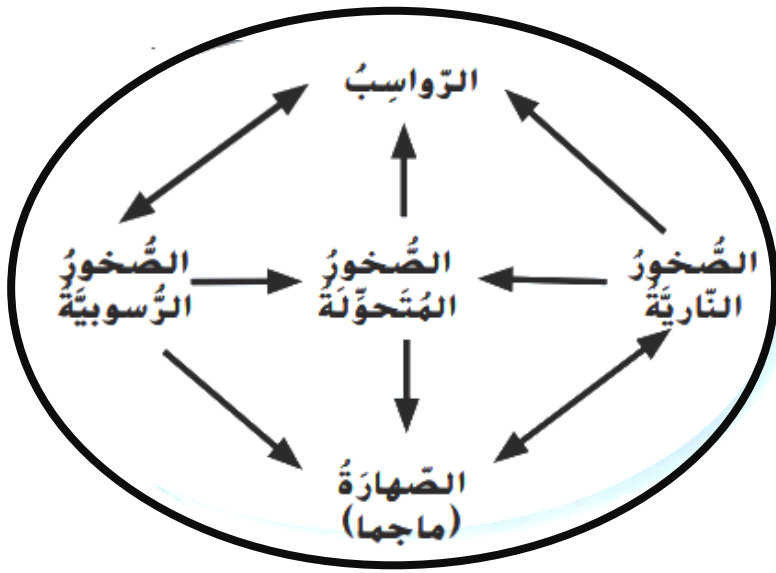 الرّواسِبُ
الصُّخورُ
النّاريَّةُ
الصُّخورُ
المُتَحوِّلَةُ
الصُّخورُ
الرُّسوبيَّةُ
الصّهارَةُ
(ماجما)